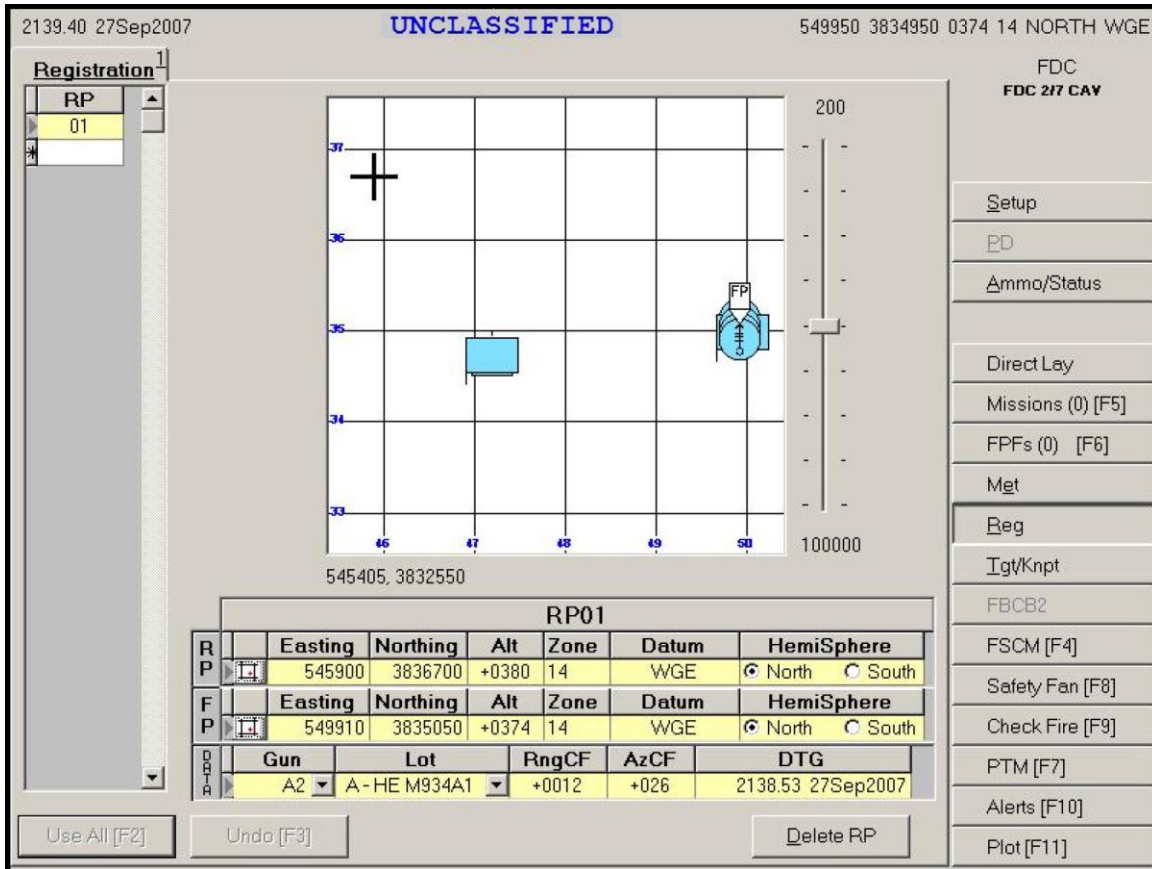 2139.40 27Sep2007 UNCLASSIFIED 549950 3834950 0374 14 NORTH WGE
Registration 1
RP
01
*
37
36
35
34
33
46 47 48 49 50
FP
545405, 3832550
200
100000
FDC
FDC 2/7 CAV
Setup
PD
Ammo/Status
Direct Lay
Missions (0) [F5]
FPFs (0) [F6]
Met
Reg
Tgt/Knpt
FBCB2
FSCM [F4]
Safety Fan [F8]
Check Fire [F9]
PTM [F7]
Alerts [F10]
Plot [F11]
RP01
RP Easting Northing Alt Zone Datum HemiSphere
545900 3836700 +0380 14 WGE North South
FP Easting Northing Alt Zone Datum HemiSphere
549910 3835050 +0374 14 WGE North South
DATA Gun Lot RngCF AzCF DTG
A2 A - HE M934A1 +0012 +026 2138.53 27Sep2007
Use All [F2] Undo [F3] Delete RP